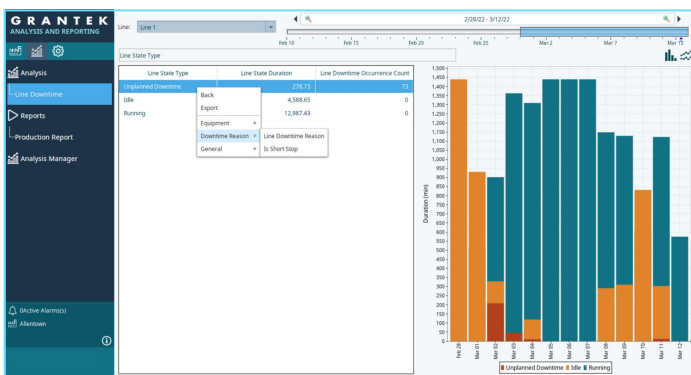 GRANTEK
ANALYSIS AND REPORTING
Line: Line 1
2/28/22 - 3/12/22
Feb 10 Feb 15 Feb 20 Feb 25 Mar 2 Mar 7 Mar 12
Line State Type
Analysis
Line Downtime
Reports
Production Report
Analysis Manager
0Active Alarms(s)
Allentown
Line State Type Line State Duration Line Downtime Occurrence Count
Unplanned Downtime 278.73 73
Idle 4,588.65 0
Running 12,987.43 0
Back
Export
Equipment
Downtime Reason
General
Line Downtime Reason
Is Short Stop
Duration (min)
1,500
1,450
1,400
1,350
1,300
1,250
1,200
1,150
1,100
1,050
1,000
950
900
850
800
750
700
650
600
550
500
450
400
350
300
250
200
150
100
50
0
Feb 28 Mar 01 Mar 02 Mar 03 Mar 04 Mar 05 Mar 06 Mar 07 Mar 08 Mar 09 Mar 10 Mar 11 Mar 12
Unplanned Downtime Idle Running